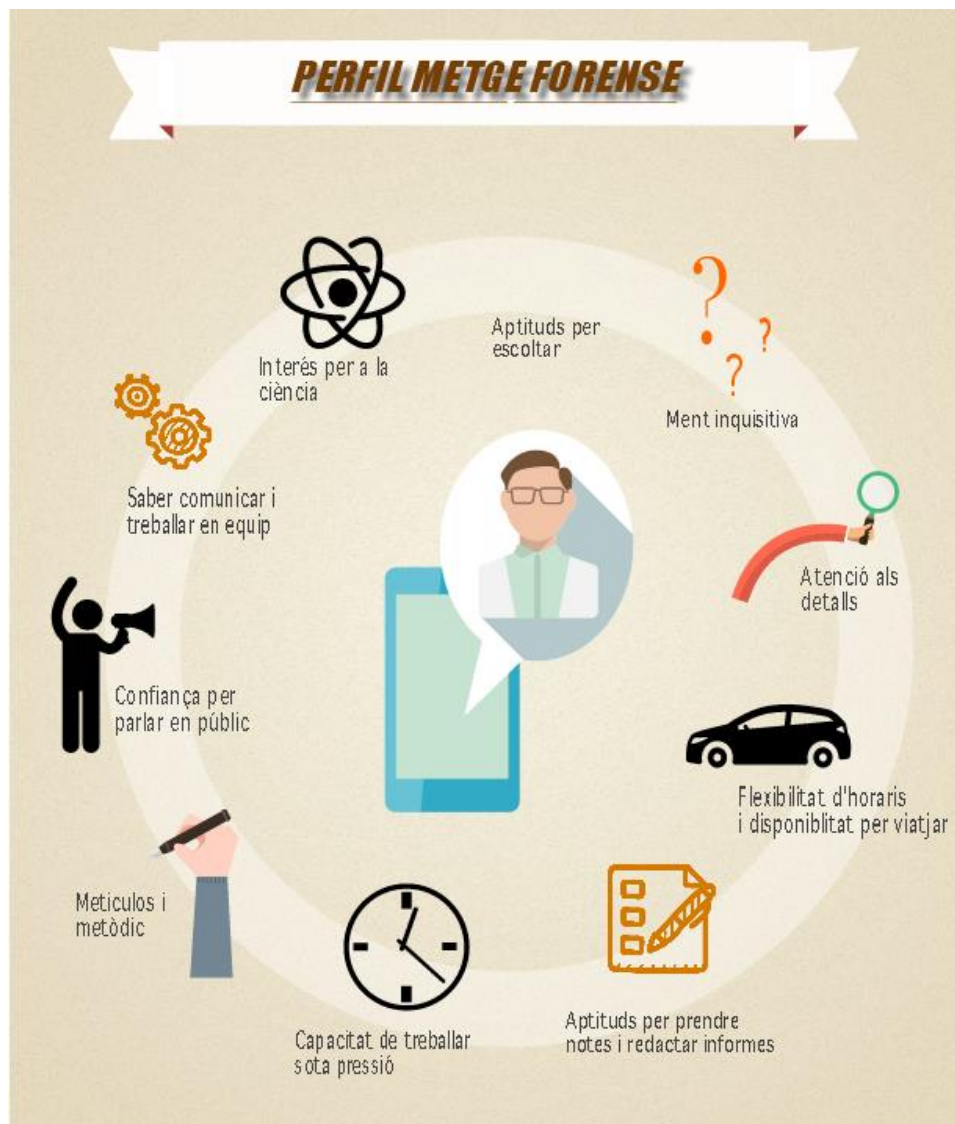 PERFIL METGE FORENSE
Aptituds per
escoltar
Ment inquisitiva
Atenció als
detalls
Flexibilitat d'horaris
i disponiblitat per viatjar
Aptituds per prendre
notes i redactar informes
Capacitat de treballar
sota pressió
Meticulos i
metòdic
Confiança per
parlar en públic
Saber comunicar i
treballar en equip
Interés per a la
ciència